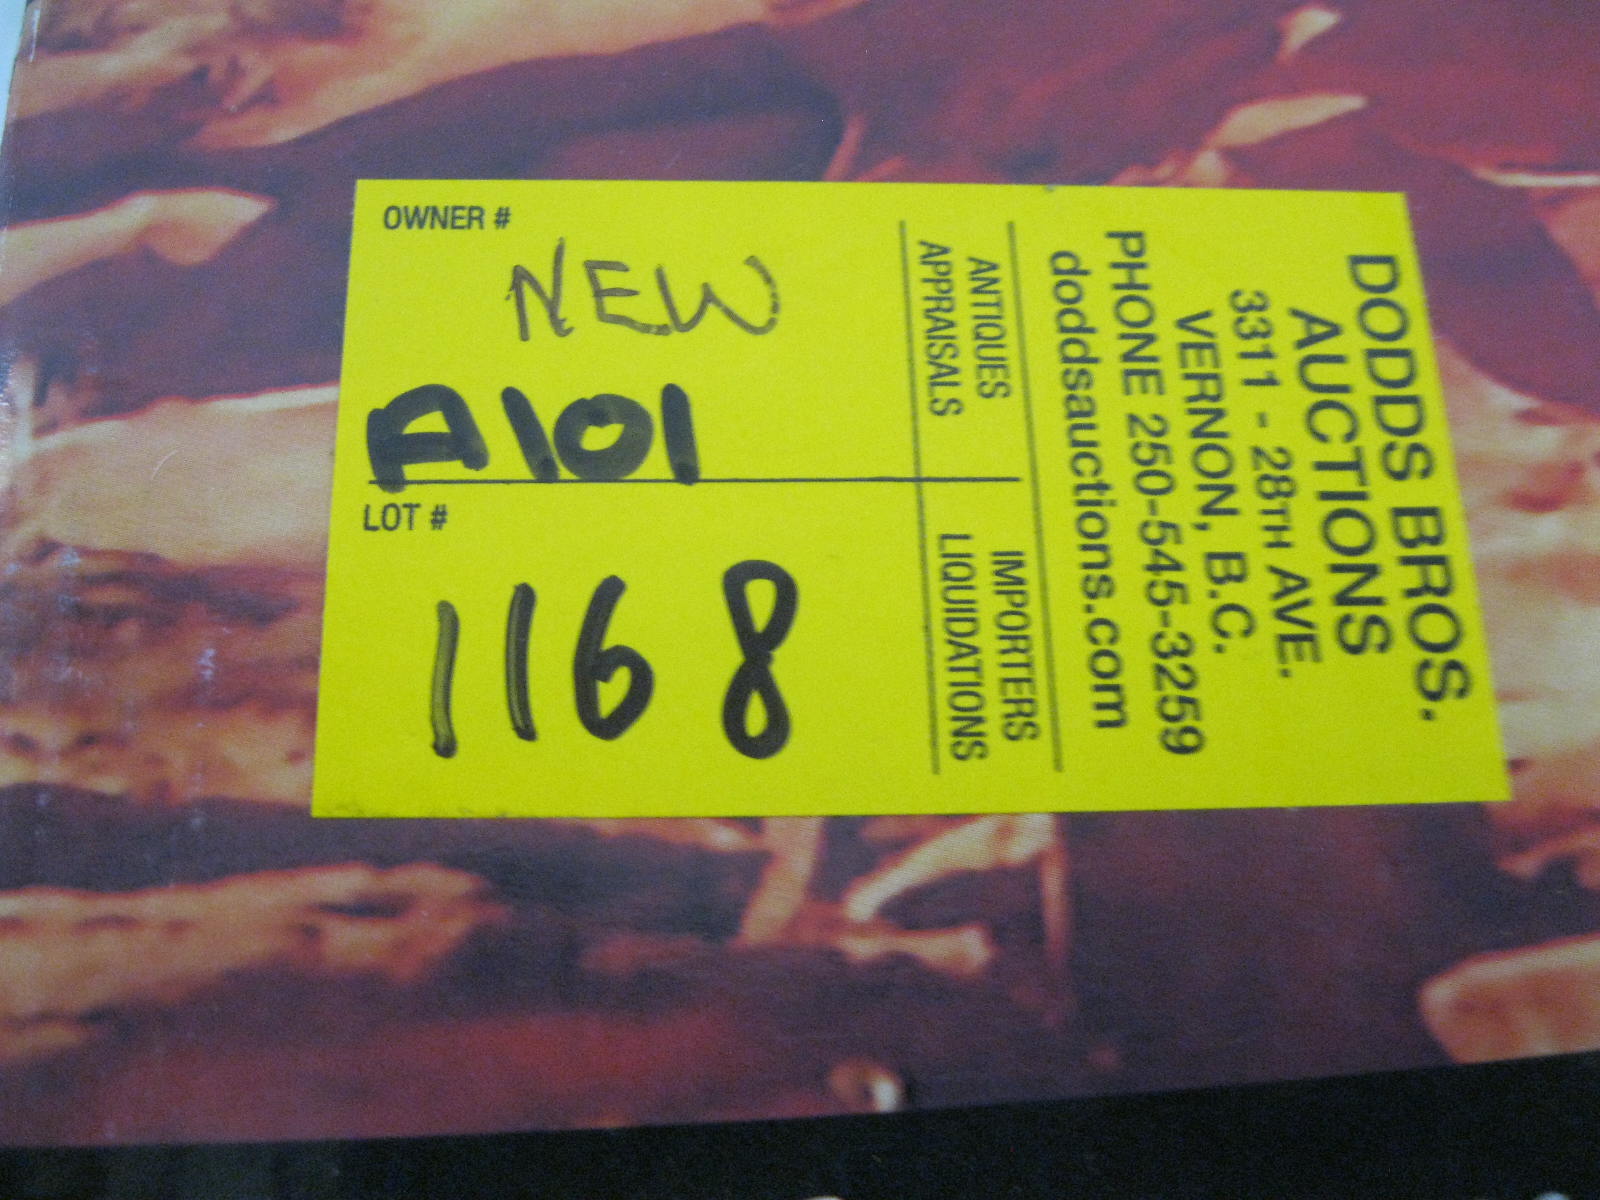 OWNER #
NEW
A101
LOT #
1168
DODDS BROS.
AUCTIONS
3311 - 28TH AVE.
VERNON, B.C.
PHONE 250-545-3259
doddsauctions.com
ANTIQUES IMPORTERS
APPRAISALS LIQUIDATIONS